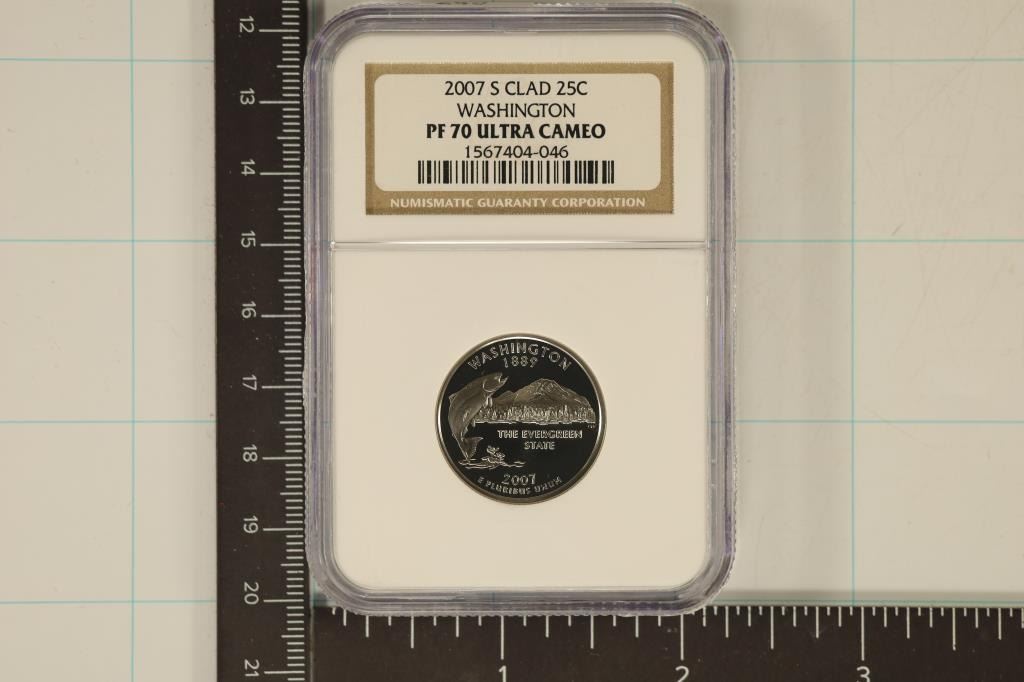 2007 S CLAD 25C
WASHINGTON
PF 70 ULTRA CAMEO
1567404-046
NUMISMATIC GUARANTY CORPORATION
WASHINGTON
1889
THE EVERGREEN
STATE
2007
E PLURIBUS UNUM
12
13
14
15
16
17
18
19
20
21
1
2
3